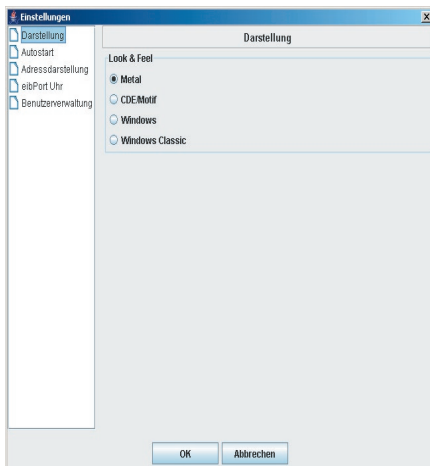 Einstellungen
Darstellung
Autostart
Adressdarstellung
eibPort Uhr
Benutzerverwaltung
Darstellung
Look & Feel
Metal
CDE/Motif
Windows
Windows Classic
OK
Abbrechen